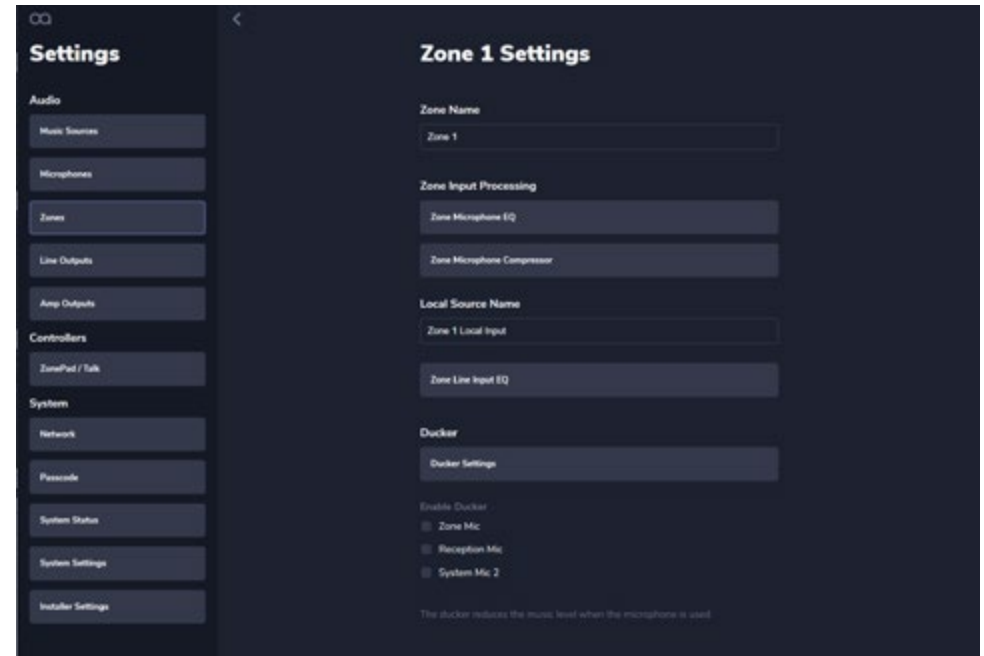 Settings
Audio
Music Sources
Microphones
Zones
Line Outputs
Amp Outputs
Controllers
ZonePad / Talk
System
Network
Passcode
System Status
System Settings
Installer Settings
Zone 1 Settings
Zone Name
Zone 1
Zone Input Processing
Zone Microphone EQ
Zone Microphone Compressor
Local Source Name
Zone 1 Local Input
Zone Line Input EQ
Ducker
Ducker Settings
Enable Ducker
Zone Mic
Reception Mic
System Mic 2
The ducker reduces the music level when the microphone is used.